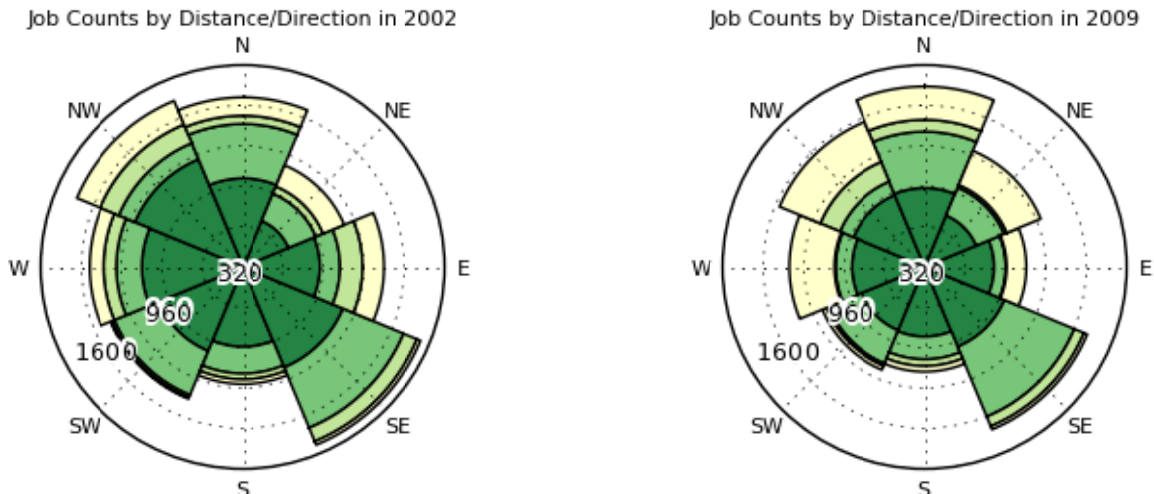 Job Counts by Distance/Direction in 2002
N
NW
NE
W
320
E
960
1600
SW
SE
S
Job Counts by Distance/Direction in 2009
N
NW
NE
W
320
E
960
1600
SW
SE
S